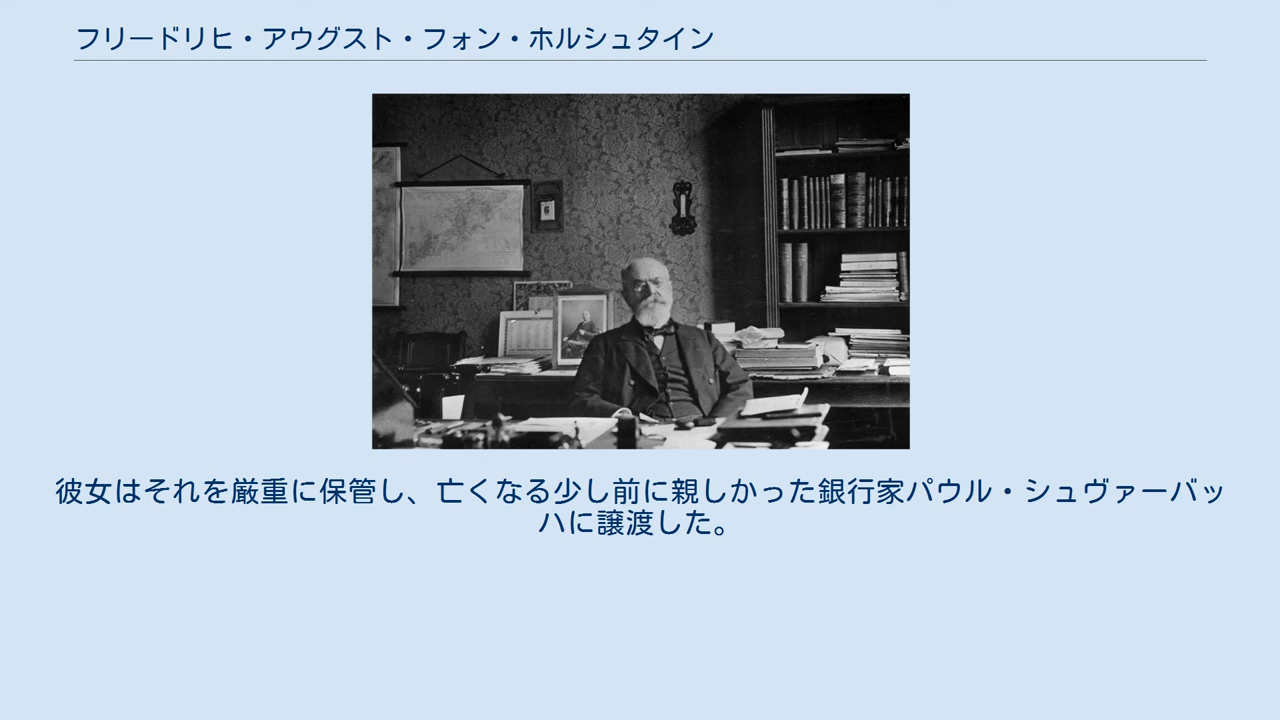 フリードリヒ・アウグスト・フォン・ホルシュタイン
6
彼女はそれを厳重に保管し、亡くなる少し前に親しかった銀行家パウル・シュヴァーバッ
ハに譲渡した。